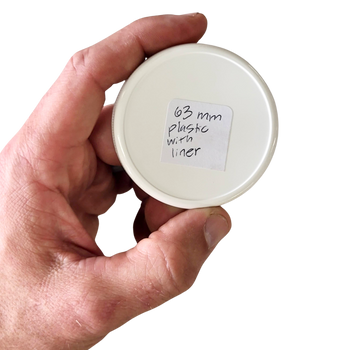 63 mm
plastic
with
liner